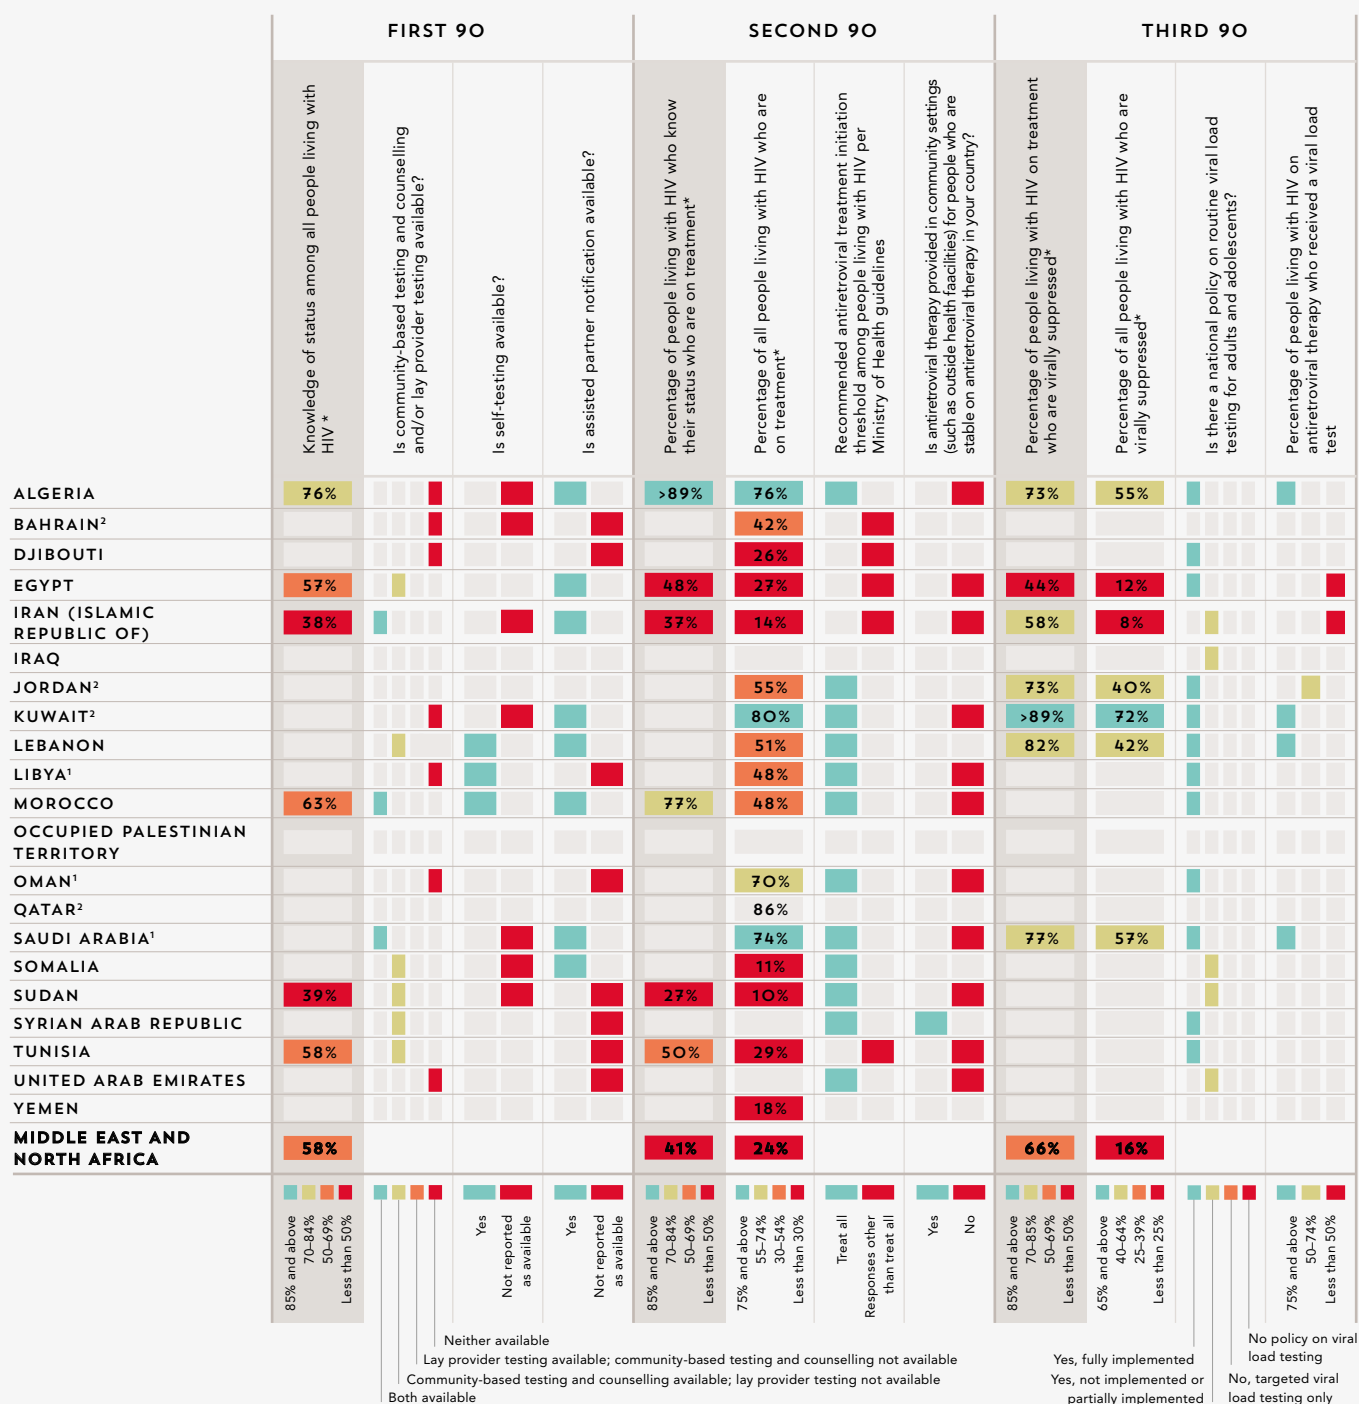 FIRST 90
SECOND 90
THIRD 90
Knowledge of status among all people living with
HIV *
Is community-based testing and counselling
and/or lay provider testing available?
Is self-testing available?
Is assisted partner notification available?
Percentage of people living with HIV who know
their status who are on treatment*
Percentage of all people living with HIV who are
on treatment*
Recommended antiretroviral treatment initiation
threshold among people living with HIV per
Ministry of Health guidelines
Is antiretroviral therapy provided in community settings
(such as outside health faacilities) for people who are
stable on antiretroviral therapy in your country?
Percentage of people living with HIV on treatment
who are virally suppressed*
Percentage of all people living with HIV who are
virally suppressed*
Is there a national policy on routine viral load
testing for adults and adolescents?
Percentage of people living with HIV on
antiretroviral therapy who received a viral load
test
ALGERIA 76% >89% 76% 73% 55%
BAHRAIN² 42%
DJIBOUTI 26%
EGYPT 57% 48% 27% 44% 12%
IRAN (ISLAMIC
REPUBLIC OF) 38% 37% 14% 58% 8%
IRAQ
JORDAN² 55% 73% 40%
KUWAIT² 80% >89% 72%
LEBANON 51% 82% 42%
LIBYA¹ 48%
MOROCCO 63% 77% 48%
OCCUPIED PALESTINIAN
TERRITORY
OMAN¹ 70%
QATAR² 86%
SAUDI ARABIA¹ 74% 77% 57%
SOMALIA 11%
SUDAN 39% 27% 10%
SYRIAN ARAB REPUBLIC
TUNISIA 58% 50% 29%
UNITED ARAB EMIRATES
YEMEN 18%
MIDDLE EAST AND
NORTH AFRICA 58% 41% 24% 66% 16%
85% and above
70–84%
50–69%
Less than 50%
Yes
Not reported
as available
Yes
Not reported
as available
85% and above
70–84%
50–69%
Less than 50%
75% and above
55–74%
30–54%
Less than 30%
Treat all
Responses other
than treat all
Yes
No
85% and above
70–85%
50–69%
Less than 50%
65% and above
40–64%
25–39%
Less than 25%
75% and above
50–74%
Less than 50%
Neither available
Lay provider testing available; community-based testing and counselling not available
Community-based testing and counselling available; lay provider testing not available
Both available
No policy on viral
load testing
Yes, fully implemented
Yes, not implemented or
partially implemented
No, targeted viral
load testing only